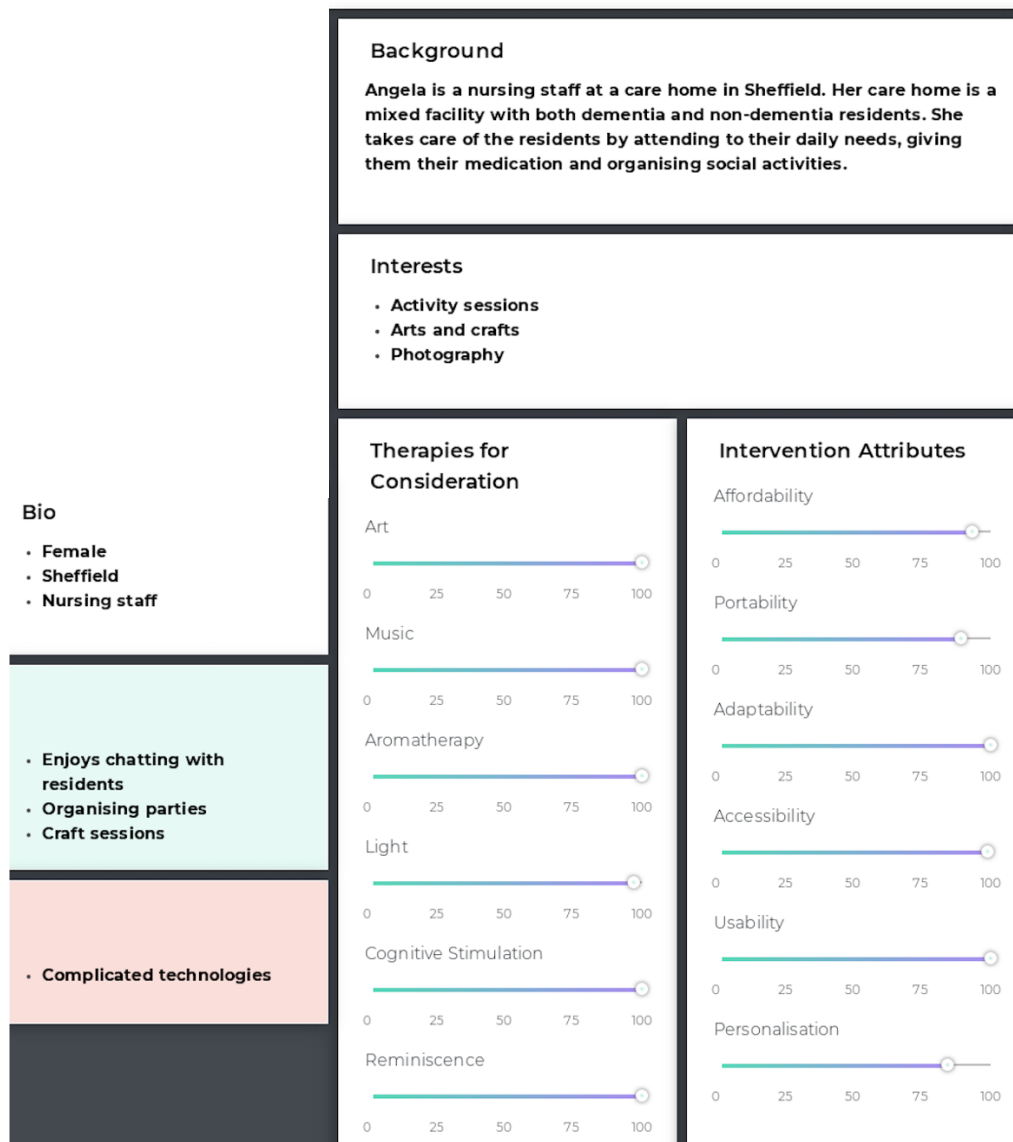 Background
Angela is a nursing staff at a care home in Sheffield. Her care home is a
mixed facility with both dementia and non-dementia residents. She
takes care of the residents by attending to their daily needs, giving
them their medication and organising social activities.
Interests
• Activity sessions
• Arts and crafts
• Photography
Bio
• Female
• Sheffield
• Nursing staff
• Enjoys chatting with
residents
• Organising parties
• Craft sessions
• Complicated technologies
Therapies for
Consideration
Art
0 25 50 75 100
Music
0 25 50 75 100
Aromatherapy
0 25 50 75 100
Light
0 25 50 75 100
Cognitive Stimulation
0 25 50 75 100
Reminiscence
0 25 50 75 100
Intervention Attributes
Affordability
0 25 50 75 100
Portability
0 25 50 75 100
Adaptability
0 25 50 75 100
Accessibility
0 25 50 75 100
Usability
0 25 50 75 100
Personalisation
0 25 50 75 100